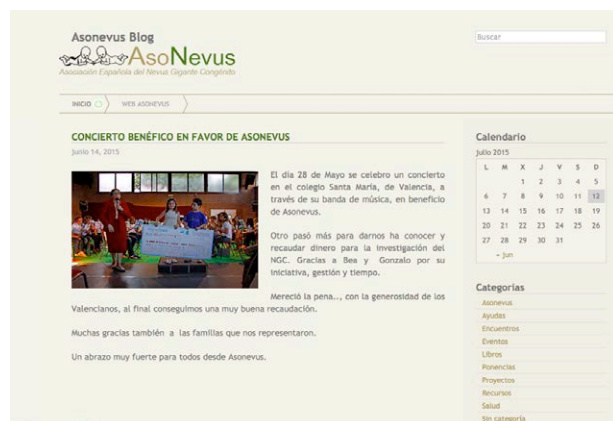 Asonevus Blog
AsoNevus
Asociación Española del Nevus Gigante Congénito
Buscar
INICIO
WEB ASONEVUS
CONCIERTO BENÉFICO EN FAVOR DE ASONEVUS
junio 14, 2015
El día 28 de Mayo se celebro un concierto
en el colegio Santa María, de Valencia, a
través de su banda de música, en beneficio
de Asonevus.
Otro pasó más para darnos ha conocer y
recaudar dinero para la investigación del
NGC. Gracias a Bea y Gonzalo por su
iniciativa, gestión y tiempo.
Mereció la pena.., con la generosidad de los
Valencianos, al final conseguimos una muy buena recaudación.
Muchas gracias también a las familias que nos representaron.
Un abrazo muy fuerte para todos desde Asonevus.
Calendario
julio 2015
L M X J V S D
1 2 3 4 5
6 7 8 9 10 11 12
13 14 15 16 17 18 19
20 21 22 23 24 25 26
27 28 29 30 31
« jun
Categorías
Asonevus
Ayudas
Encuentros
Eventos
Libros
Ponencias
Proyectos
Recursos
Salud
Sin categoría